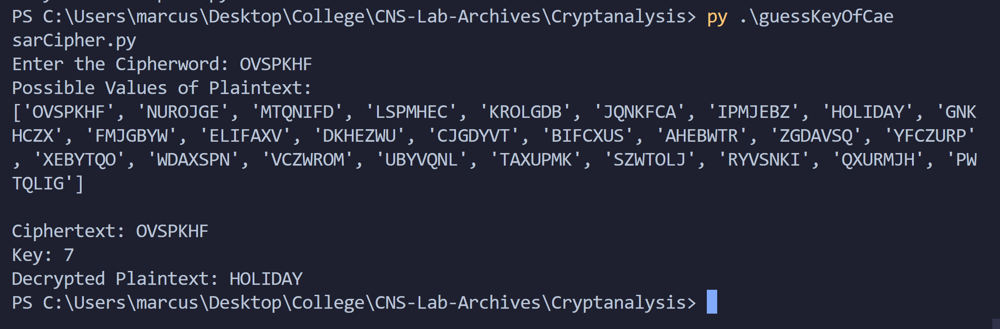 PS C:\Users\marcus\Desktop\College\CNS-Lab-Archives\Cryptanalysis> py .\guessKeyOfCae
sarCipher.py
Enter the Cipherword: OVSPKHF
Possible Values of Plaintext:
['OVSPKHF', 'NUROJGE', 'MTQNIFD', 'LSPMHEC', 'KROLGDB', 'JQNKFCA', 'IPMJEBZ', 'HOLIDAY', 'GNK
HCZX', 'FMJGBYW', 'ELIFAXV', 'DKHEZWU', 'CJGDYVT', 'BIFCXUS', 'AHEBWTR', 'ZGDAVSQ', 'YFCZURP'
, 'XEBYTQO', 'WDAXSPN', 'VCZWROM', 'UBYVQNL', 'TAXUPMK', 'SZWTOLJ', 'RYVSNKI', 'QXURMJH', 'PW
TQLIG']
Ciphertext: OVSPKHF
Key: 7
Decrypted Plaintext: HOLIDAY
PS C:\Users\marcus\Desktop\College\CNS-Lab-Archives\Cryptanalysis>